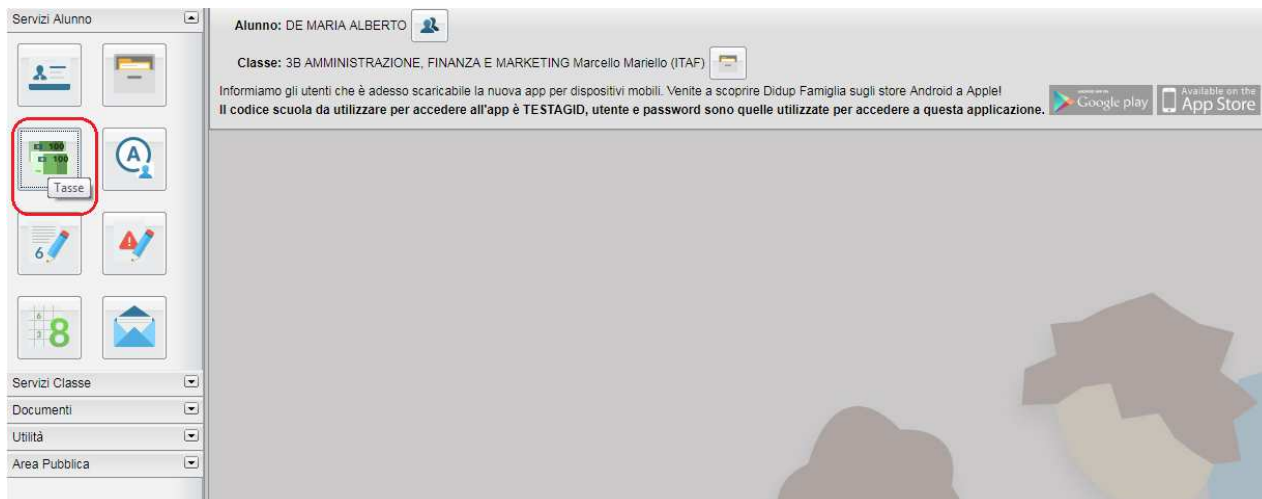 Servizi Alunno
Alunno: DE MARIA ALBERTO
Classe: 3B AMMINISTRAZIONE, FINANZA E MARKETING Marcello Mariello (ITAF)
Informiamo gli utenti che è adesso scaricabile la nuova app per dispositivi mobili. Venite a scoprire Didup Famiglia sugli store Android a Apple!
Il codice scuola da utilizzare per accedere all'app è TESTAGID, utente e password sono quelle utilizzate per accedere a questa applicazione.
Google play
Available on the
App Store
100
100
Tasse
A
6
6
3
8
Servizi Classe
Documenti
Utilità
Area Pubblica